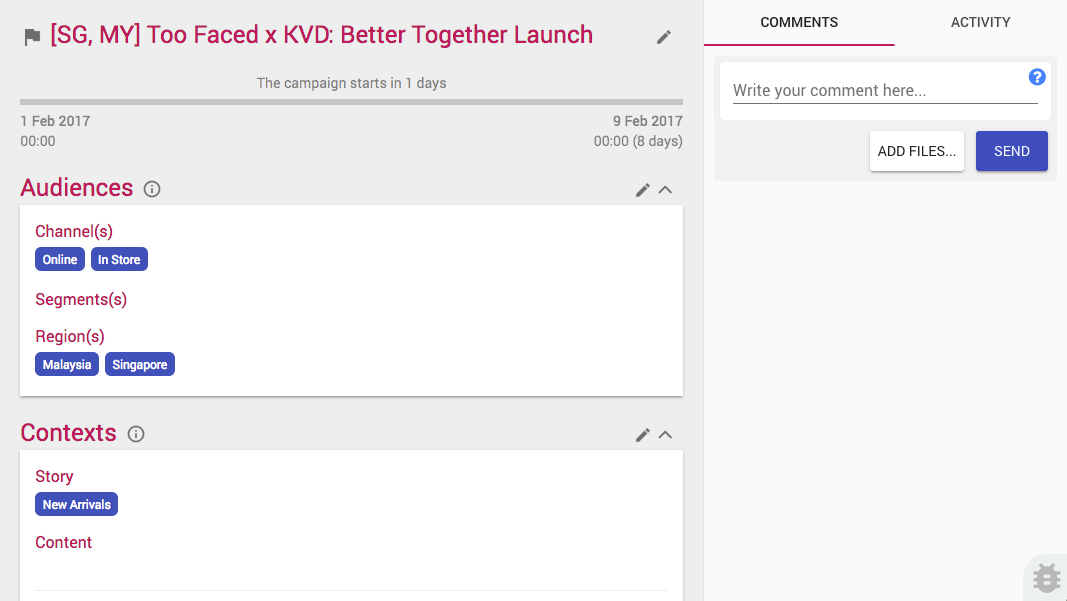 [SG, MY] Too Faced x KVD: Better Together Launch
The campaign starts in 1 days
1 Feb 2017
00:00
9 Feb 2017
00:00 (8 days)
Audiences
Channel(s)
Online
In Store
Segments(s)
Region(s)
Malaysia
Singapore
Contexts
Story
New Arrivals
Content
COMMENTS
ACTIVITY
Write your comment here...
?
ADD FILES...
SEND